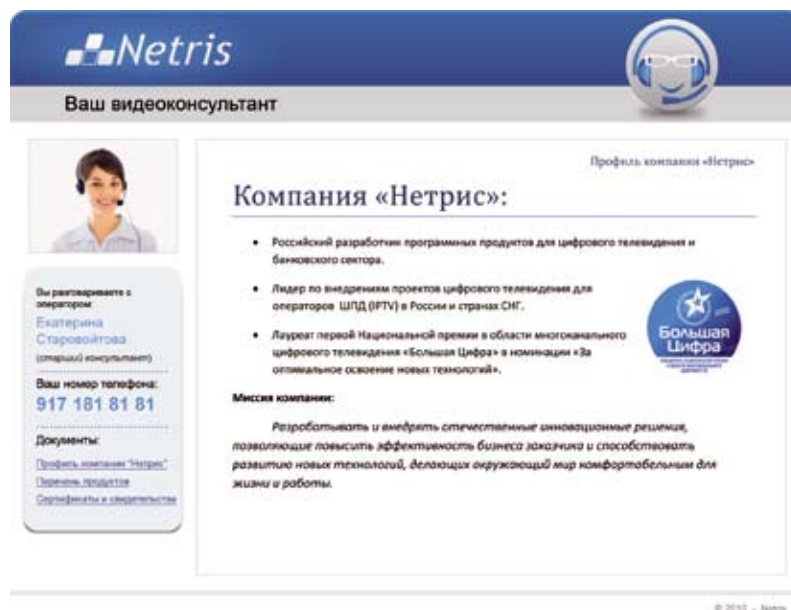 Netris
Ваш видеоконсультант
Вы разговариваете с
оператором:
Екатерина
Старовойтова
(старший консультант)
Ваш номер телефона:
917 181 81 81
Документы:
Профиль компании "Нетрис"
Перечень продуктов
Сертификаты и свидетельства
Профиль компании «Нетрис»
Компания «Нетрис»:
• Российский разработчик программных продуктов для цифрового телевидения и
банковского сектора.
• Лидер по внедрениям проектов цифрового телевидения для
операторов ШПД (IPTV) в России и странах СНГ.
• Лауреат первой Национальной премии в области многоканального
цифрового телевидения «Большая Цифра» в номинации «За
оптимальное освоение новых технологий».
Большая
Цифра
Миссия компании:
Разрабатывать и внедрять отечественные инновационные решения,
позволяющие повысить эффективность бизнеса заказчика и способствовать
развитию новых технологий, делающих окружающий мир комфортабельным для
жизни и работы.
© 2010 - Netris